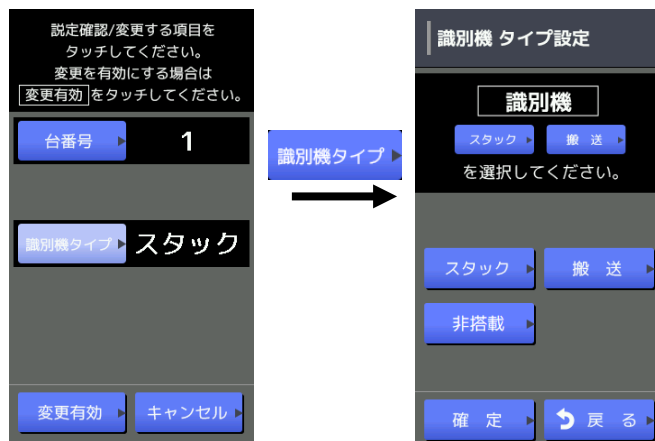 説定確認/変更する項目を
タッチしてください。
変更を有効にする場合は
変更有効 をタッチしてください。
台番号
1
識別機タイプ
スタック
変更有効
キャンセル
識別機タイプ
識別機 タイプ設定
識別機
スタック
搬 送
を選択してください。
スタック
搬 送
非搭載
確 定
戻 る